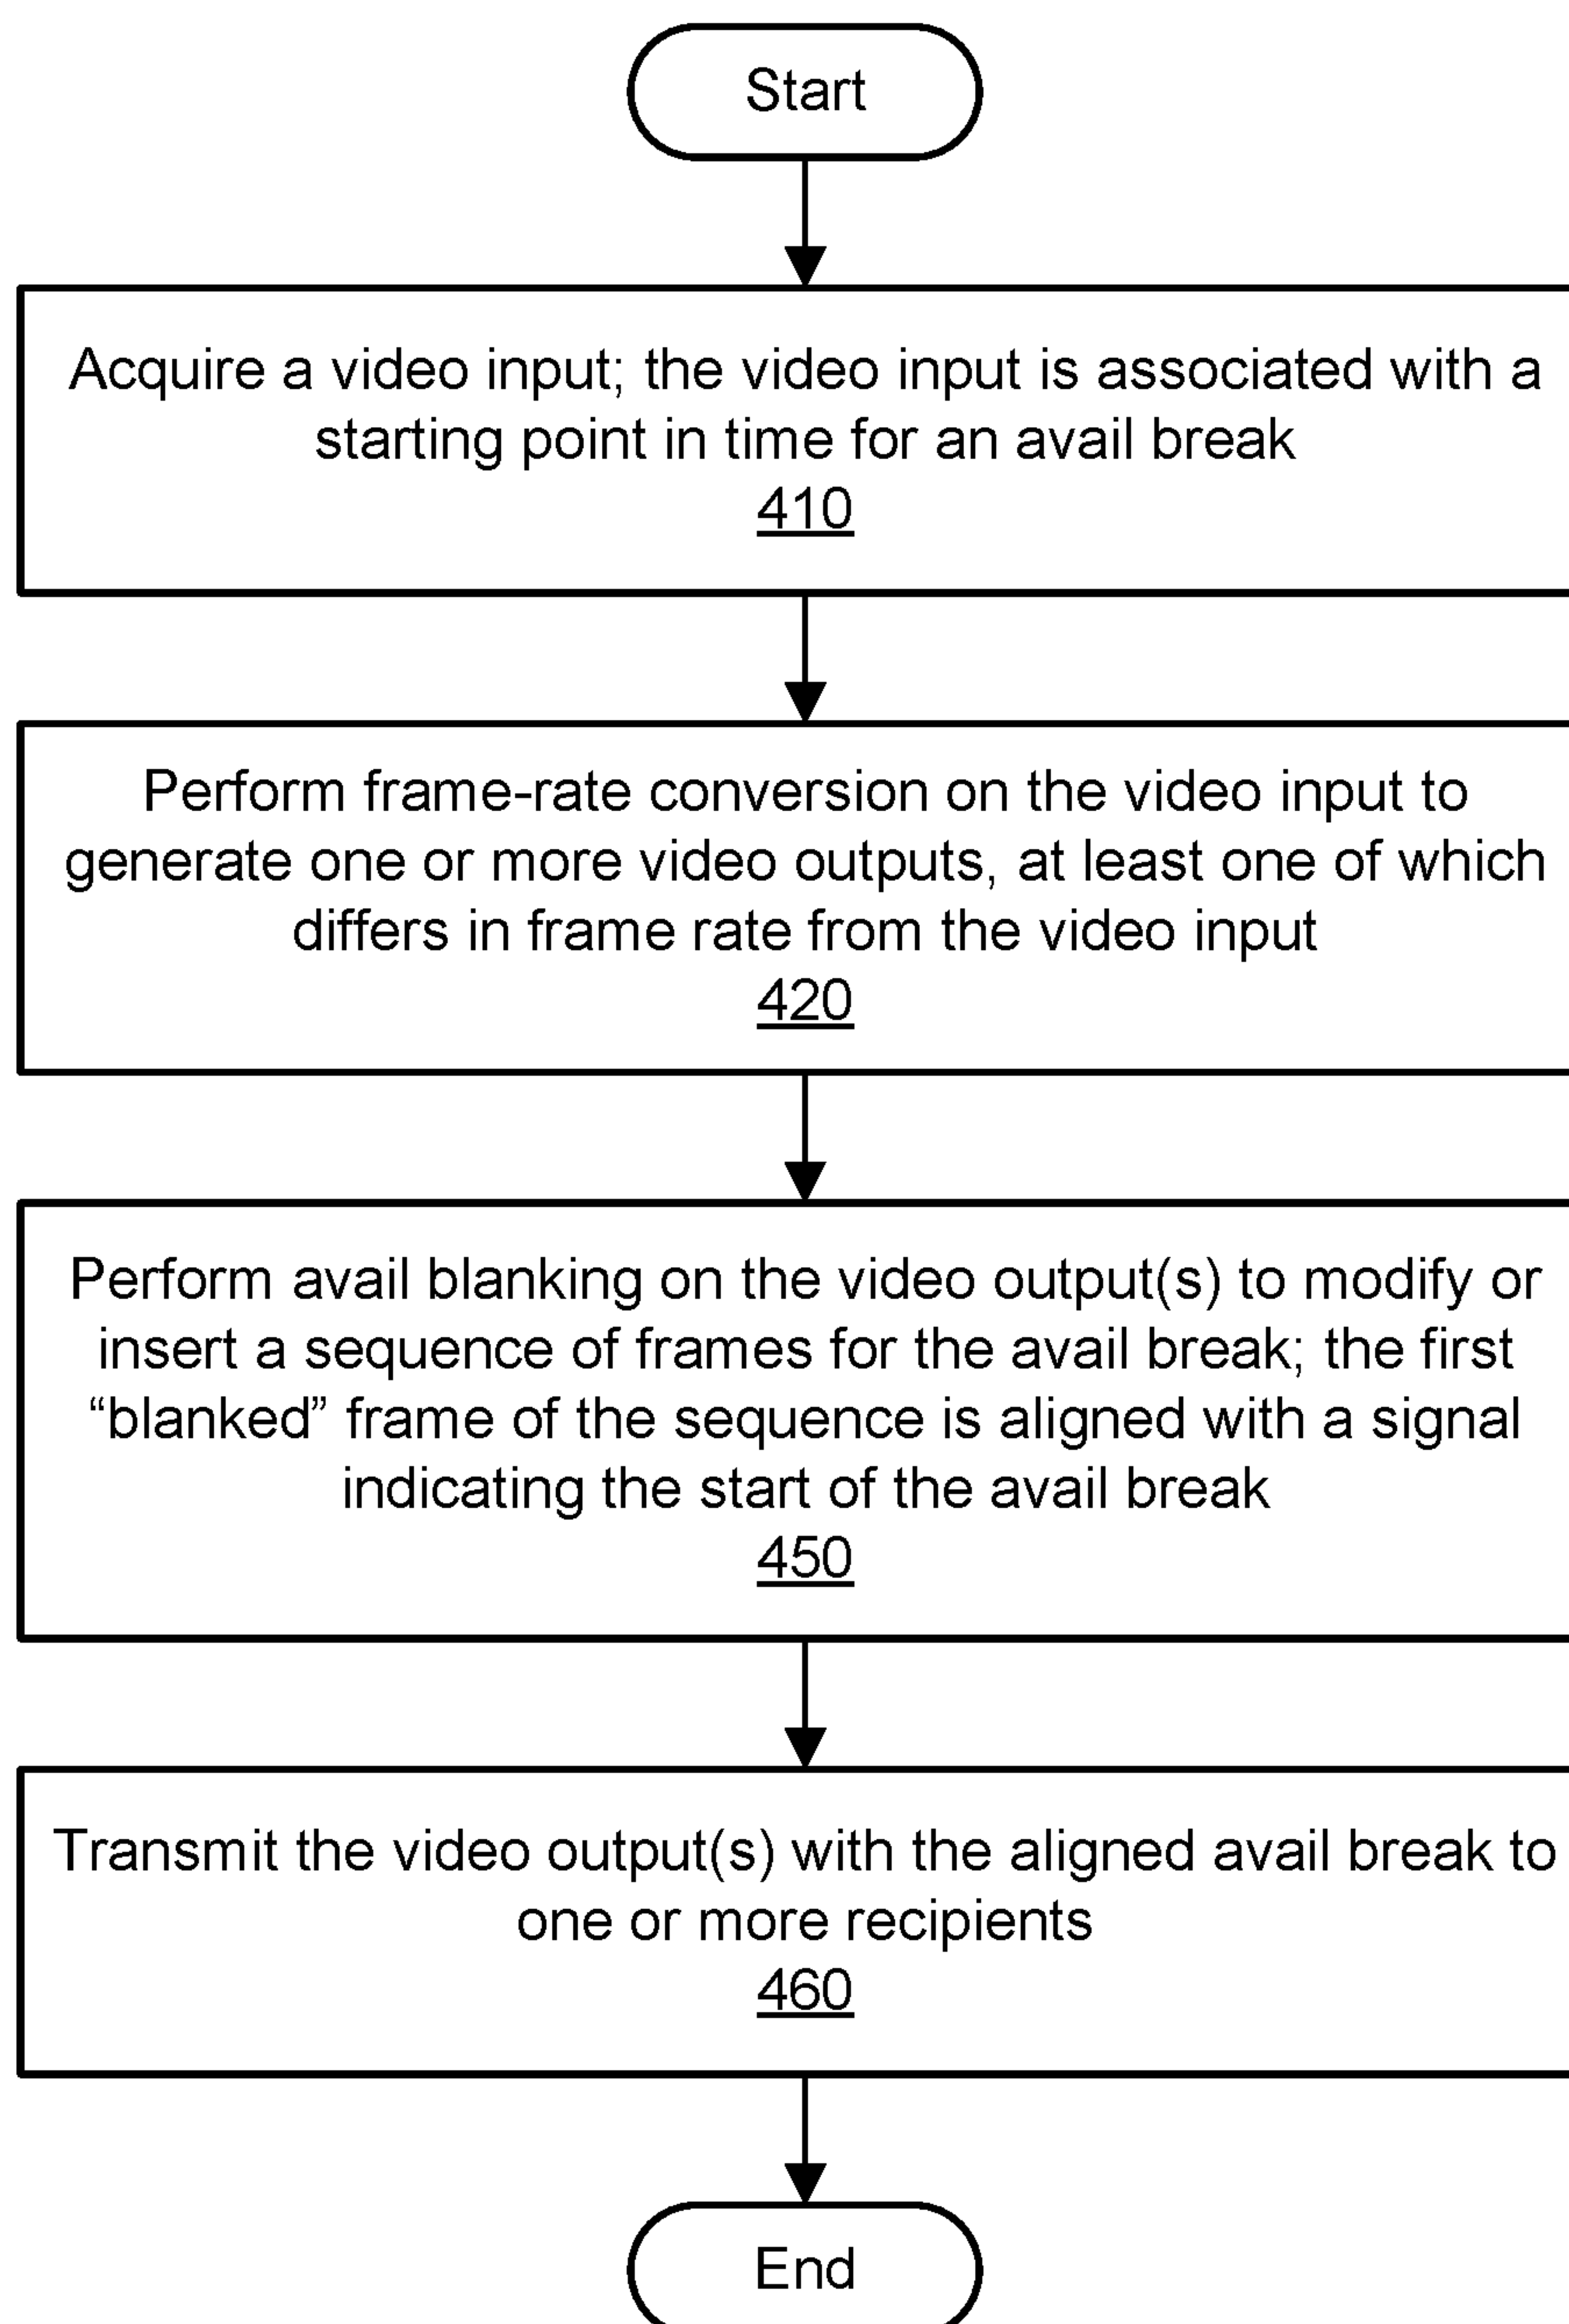 Start
Acquire a video input; the video input is associated with a
starting point in time for an avail break
410
Perform frame-rate conversion on the video input to
generate one or more video outputs, at least one of which
differs in frame rate from the video input
420
Perform avail blanking on the video output(s) to modify or
insert a sequence of frames for the avail break; the first
“blanked” frame of the sequence is aligned with a signal
indicating the start of the avail break
450
Transmit the video output(s) with the aligned avail break to
one or more recipients
460
End